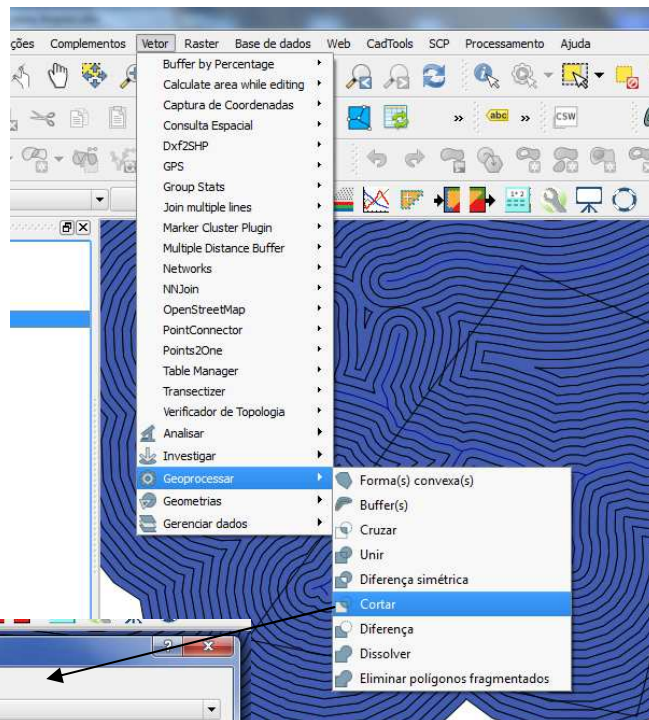 ções Complementos Vetor Raster Base de dados Web CadTools SCP Processamento Ajuda
Buffer by Percentage
Calculate area while editing
Captura de Coordenadas
Consulta Espacial
Dxf2SHP
GPS
Group Stats
Join multiple lines
Marker Cluster Plugin
Multiple Distance Buffer
Networks
NNJoin
OpenStreetMap
PointConnector
Points2One
Table Manager
Transectizer
Verificador de Topologia
Analisar
Investigar
Geoprocessar
Geometrias
Gerenciar dados
» abc » CSW
Forma(s) convexa(s)
Buffer(s)
Cruzar
Unir
Diferença simétrica
Cortar
Diferença
Dissolver
Eliminar polígonos fragmentados